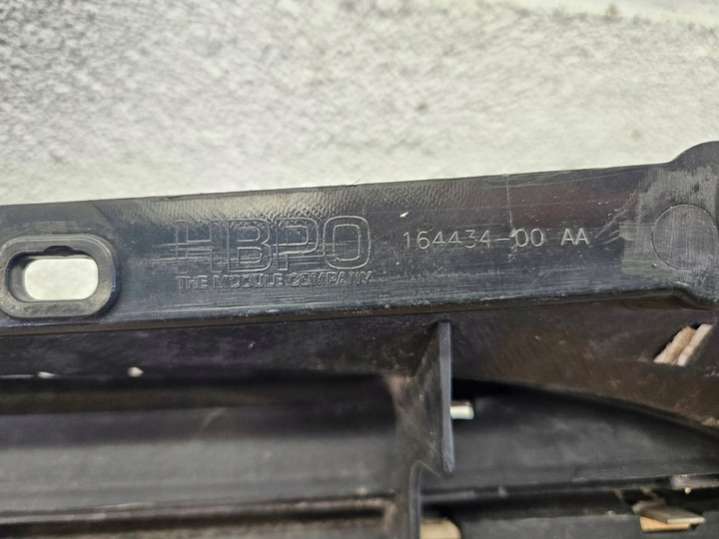 HBPO
THE MODULE COMPANY
164434-00 AA